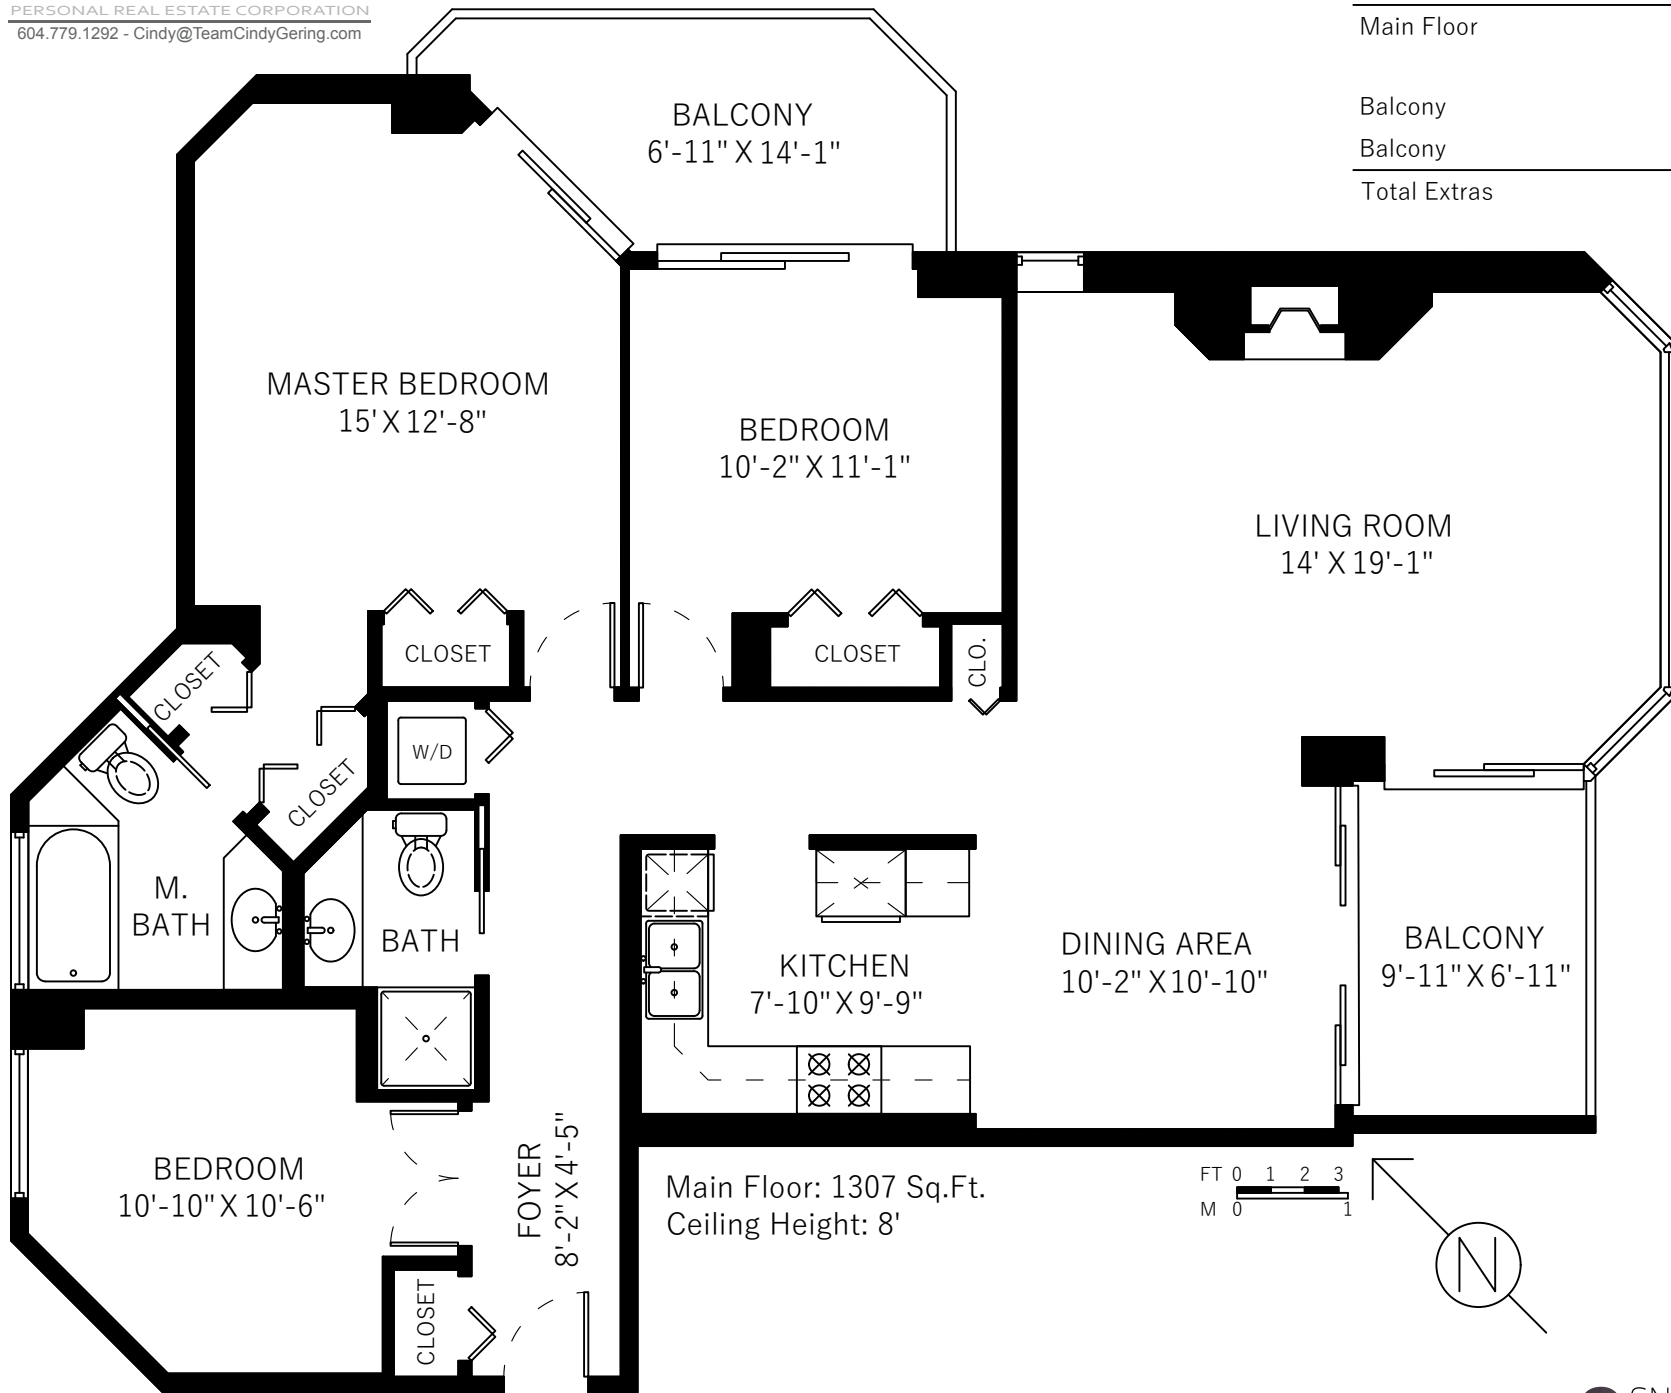 PERSONAL REAL ESTATE CORPORATION
604.779.1292 - Cindy@TeamCindyGering.com
Main Floor
Balcony
Balcony
Total Extras
BALCONY
6'-11" X 14'-1"
MASTER BEDROOM
15' X 12'-8"
BEDROOM
10'-2" X 11'-1"
LIVING ROOM
14' X 19'-1"
CLOSET
CLOSET
CLO.
CLOSET
CLOSET
W/D
M.
BATH
BATH
KITCHEN
7'-10" X 9'-9"
DINING AREA
10'-2" X 10'-10"
BALCONY
9'-11" X 6'-11"
BEDROOM
10'-10" X 10'-6"
FOYER
8'-2" X 4'-5"
CLOSET
Main Floor: 1307 Sq.Ft.
Ceiling Height: 8'
FT 0 1 2 3
M 0 1
N